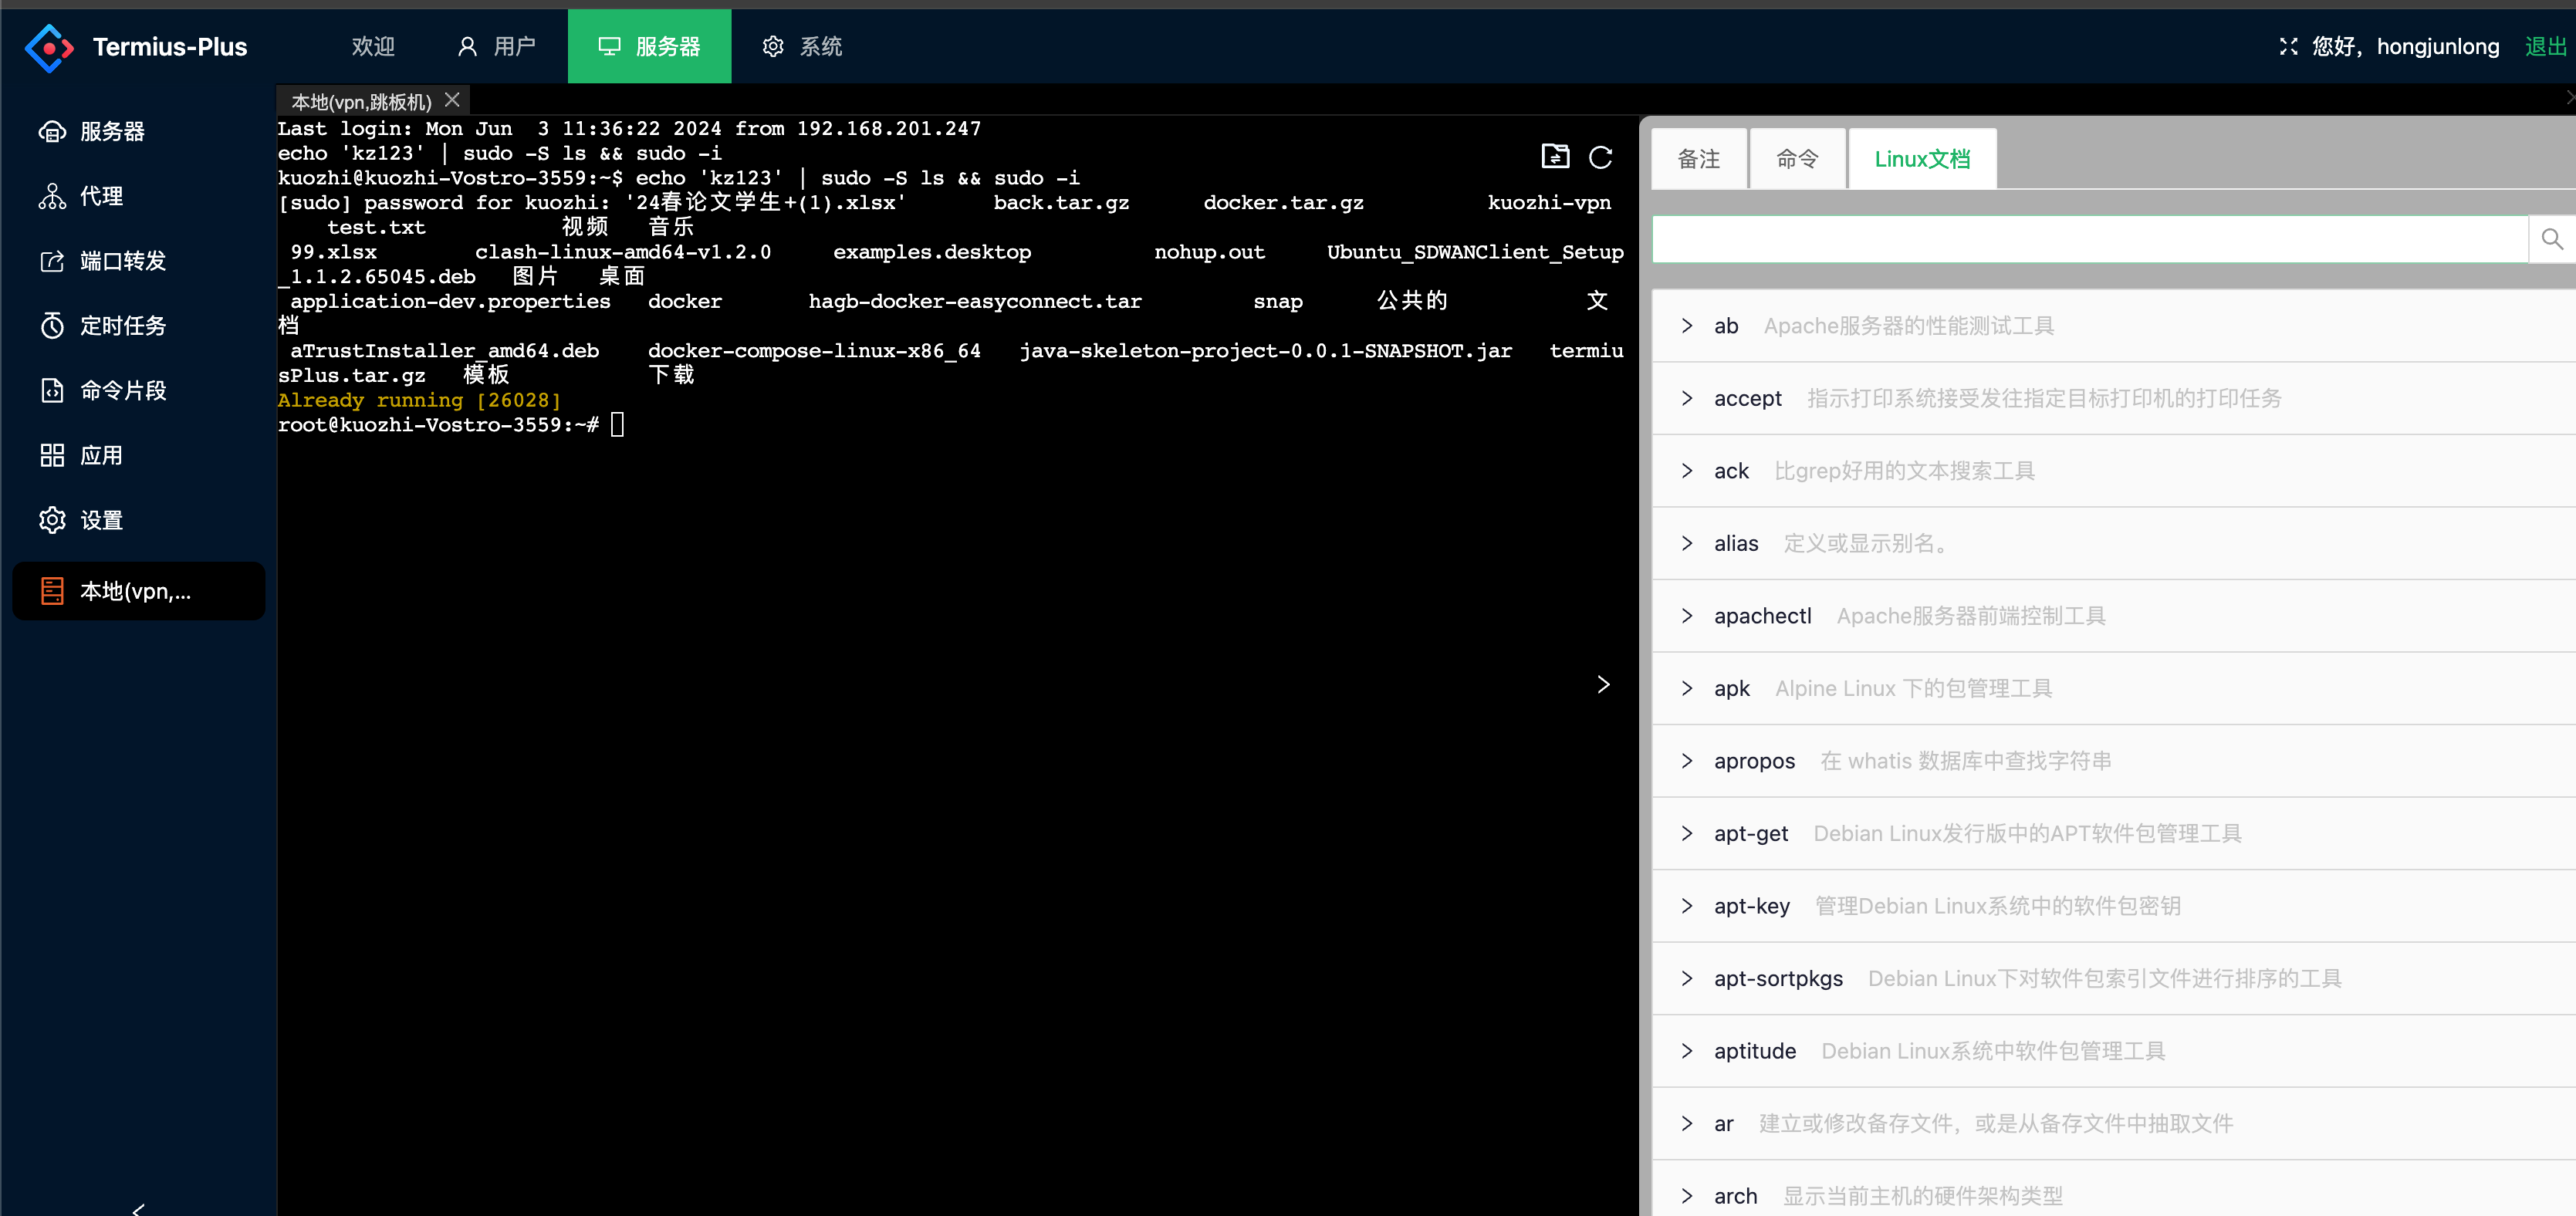 Termius-Plus 欢迎 用户 服务器 系统 您好，hongjunlong 退出
服务器
代理
端口转发
定时任务
命令片段
应用
设置
本地(vpn,...
本地(vpn,跳板机)
Last login: Mon Jun  3 11:36:22 2024 from 192.168.201.247
echo 'kz123' | sudo -S ls && sudo -i
kuozhi@kuozhi-Vostro-3559:~$ echo 'kz123' | sudo -S ls && sudo -i
[sudo] password for kuozhi: '24春论文学生+(1).xlsx' back.tar.gz docker.tar.gz kuozhi-vpn
test.txt 视频 音乐
99.xlsx clash-linux-amd64-v1.2.0 examples.desktop nohup.out Ubuntu_SDWANClient_Setup
_1.1.2.65045.deb 图片 桌面
application-dev.properties docker hagb-docker-easyconnect.tar snap 公共的 文
档
aTrustInstaller_amd64.deb docker-compose-linux-x86_64 java-skeleton-project-0.0.1-SNAPSHOT.jar termiu
sPlus.tar.gz 模板 下载
Already running [26028]
root@kuozhi-Vostro-3559:~#
备注 命令 Linux文档
ab Apache服务器的性能测试工具
accept 指示打印系统接受发往指定目标打印机的打印任务
ack 比grep好用的文本搜索工具
alias 定义或显示别名。
apachectl Apache服务器前端控制工具
apk Alpine Linux 下的包管理工具
apropos 在 whatis 数据库中查找字符串
apt-get Debian Linux发行版中的APT软件包管理工具
apt-key 管理Debian Linux系统中的软件包密钥
apt-sortpkgs Debian Linux下对软件包索引文件进行排序的工具
aptitude Debian Linux系统中软件包管理工具
ar 建立或修改备存文件，或是从备存文件中抽取文件
arch 显示当前主机的硬件架构类型